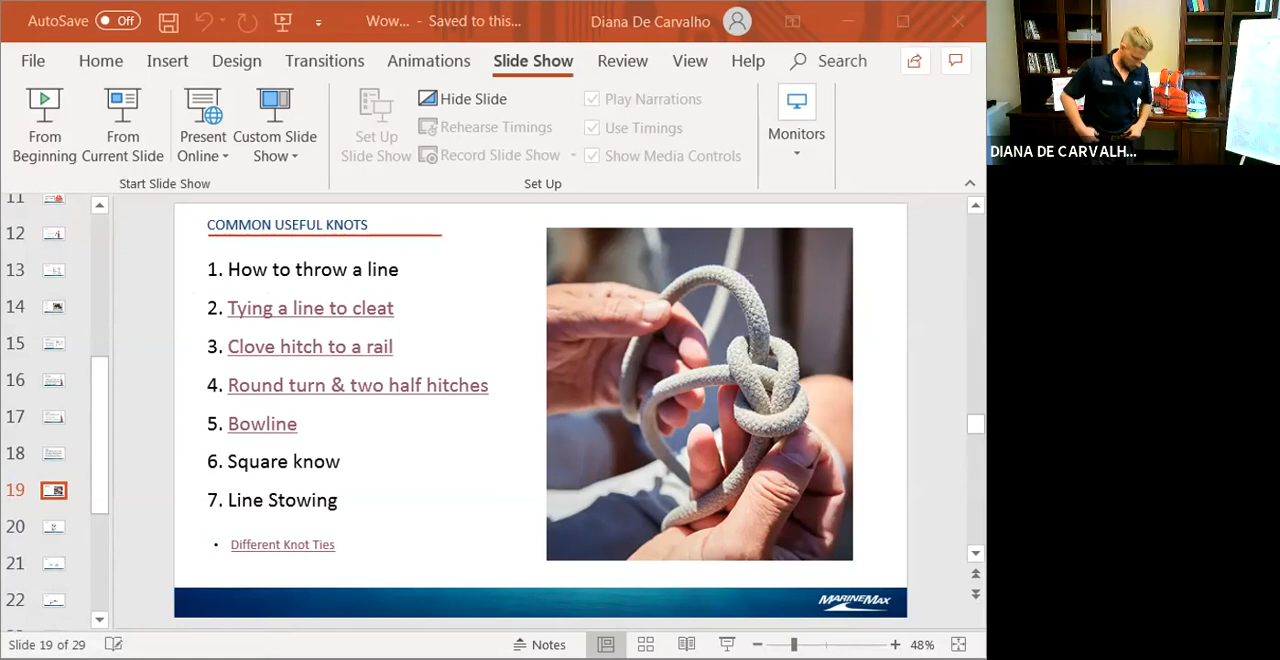 AutoSave Off Wow... - Saved to this... Diana De Carvalho
File Home Insert Design Transitions Animations Slide Show Review View Help Search
From Beginning
From Current Slide
Present Online
Custom Slide Show
Set Up Slide Show
Hide Slide
Rehearse Timings
Record Slide Show
Play Narrations
Use Timings
Show Media Controls
Monitors
Start Slide Show
Set Up
DIANA DE CARVALH...
11
12
13
14
15
16
17
18
19
20
21
22
COMMON USEFUL KNOTS
1. How to throw a line
2. Tying a line to cleat
3. Clove hitch to a rail
4. Round turn & two half hitches
5. Bowline
6. Square know
7. Line Stowing
• Different Knot Ties
MARINEMAX
Slide 19 of 29 Notes 48%